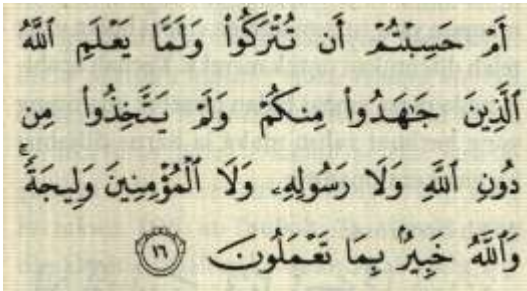 أَمْ حَسِبْتُمْ أَن تُتْرَكُوا۟ وَلَمَّا يَعْلَمِ ٱللَّهُ
ٱلَّذِينَ جَـٰهَدُوا۟ مِنكُمْ وَلَمْ يَتَّخِذُوا۟ مِن
دُونِ ٱللَّهِ وَلَا رَسُولِهِۦ وَلَا ٱلْمُؤْمِنِينَ وَلِيجَةً ۚ
وَٱللَّهُ خَبِيرٌۢ بِمَا تَعْمَلُونَ ١٦